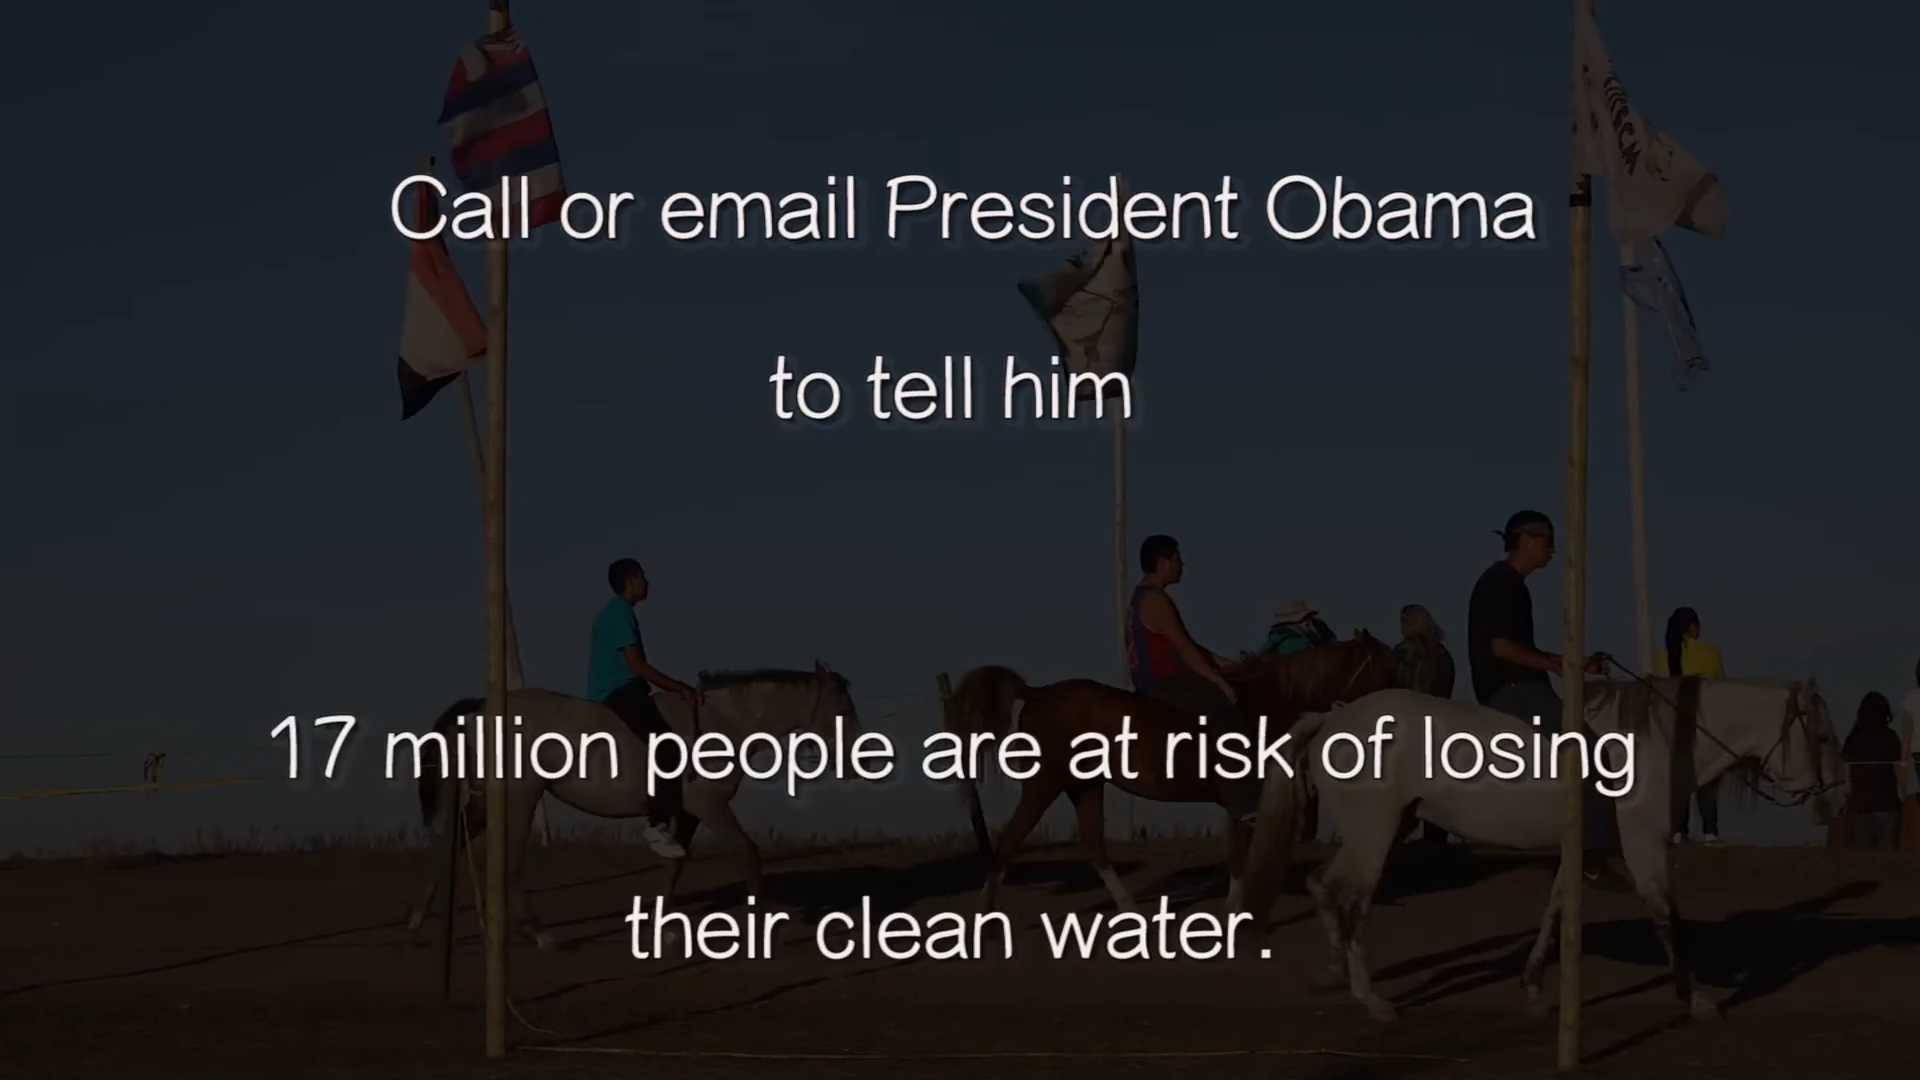 Call or email President Obama
to tell him
17 million people are at risk of losing
their clean water.